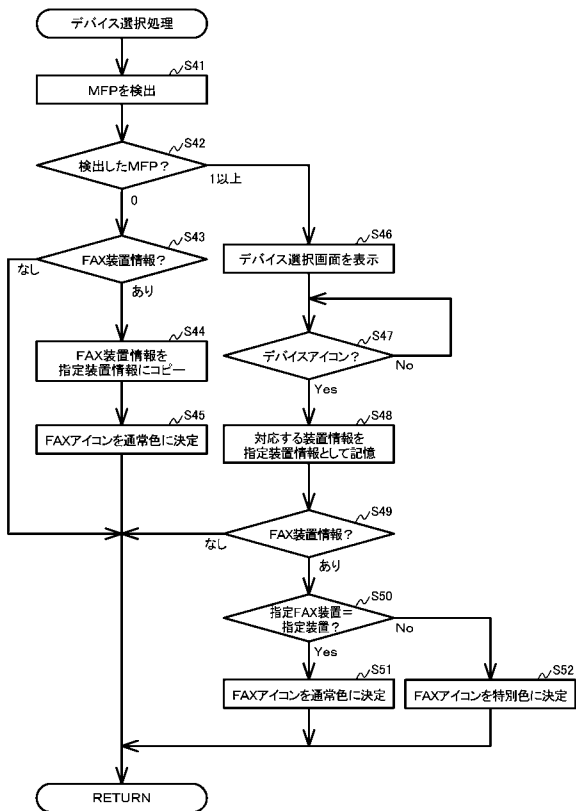 デバイス選択処理
S41
MFPを検出
S42
検出したMFP？
1以上
0
S43
FAX装置情報？
なし
あり
S44
FAX装置情報を
指定装置情報にコピー
S45
FAXアイコンを通常色に決定
S46
デバイス選択画面を表示
S47
デバイスアイコン？
No
Yes
S48
対応する装置情報を
指定装置情報として記憶
S49
FAX装置情報？
なし
あり
S50
指定FAX装置＝
指定装置？
No
Yes
S51
FAXアイコンを通常色に決定
S52
FAXアイコンを特別色に決定
RETURN